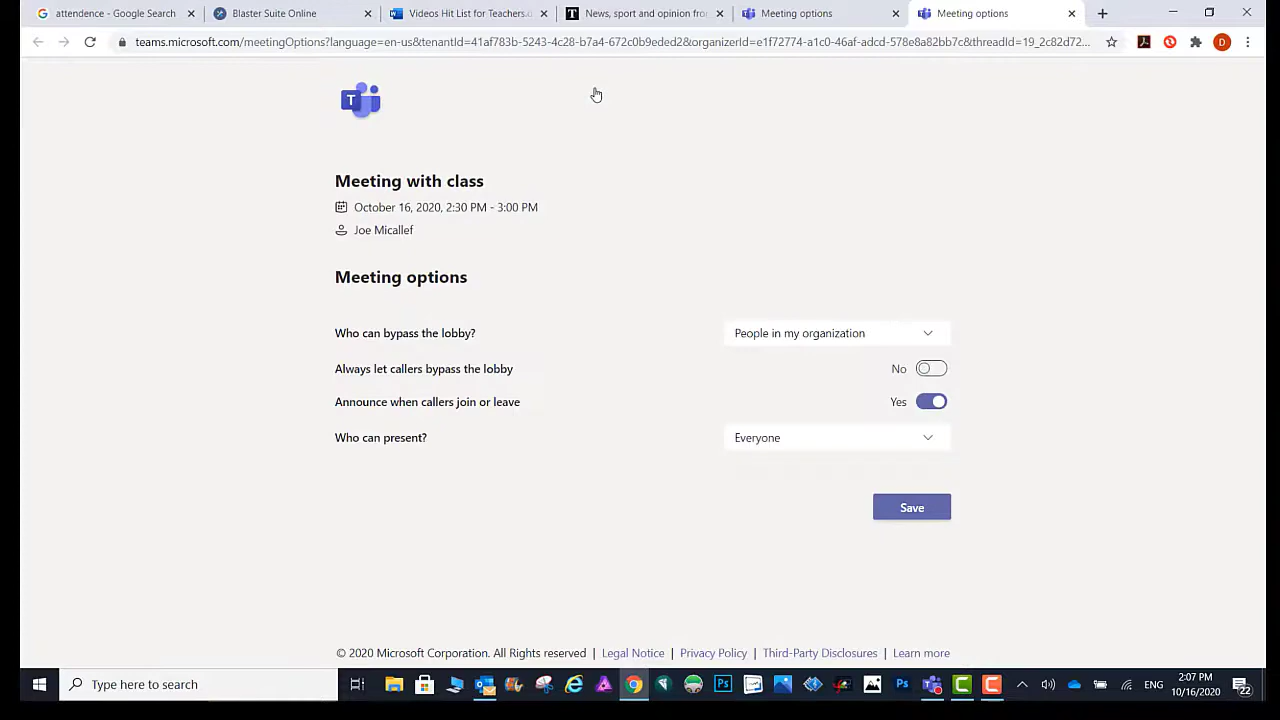 attendence - Google Search
Blaster Suite Online
Videos Hit List for Teachers.d
News, sport and opinion from
Meeting options
Meeting options
teams.microsoft.com/meetingOptions?language=en-us&tenantId=41af783b-5243-4c28-b7a4-672c0b9eded2&organizerId=e1f72774-a1c0-46af-adcd-578e8a82bb7c&threadId=19_2c82d72...
D
T
Meeting with class
October 16, 2020, 2:30 PM - 3:00 PM
Joe Micallef
Meeting options
Who can bypass the lobby?
People in my organization
Always let callers bypass the lobby
No
Announce when callers join or leave
Yes
Who can present?
Everyone
Save
© 2020 Microsoft Corporation. All Rights reserved | Legal Notice | Privacy Policy | Third-Party Disclosures | Learn more
Type here to search
Ps
Ps
ENG
2:07 PM
10/16/2020
22